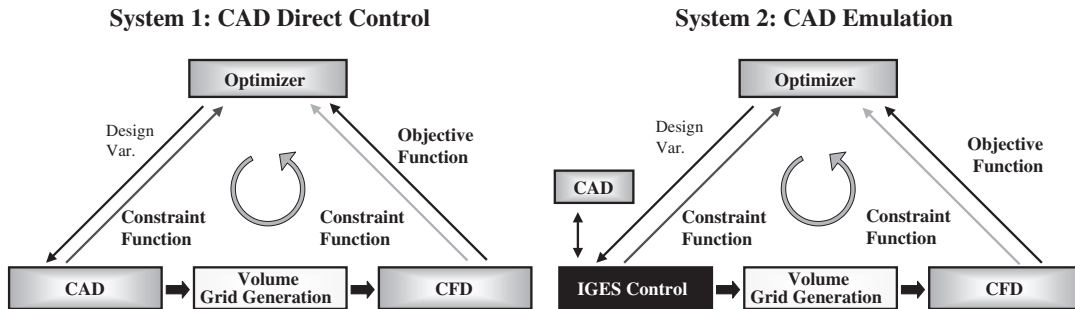 System 1: CAD Direct Control
Optimizer
Design
Var.
Objective
Function
Constraint
Function
Constraint
Function
CAD
Volume
Grid Generation
CFD
System 2: CAD Emulation
Optimizer
Design
Var.
Objective
Function
CAD
Constraint
Function
Constraint
Function
IGES Control
Volume
Grid Generation
CFD